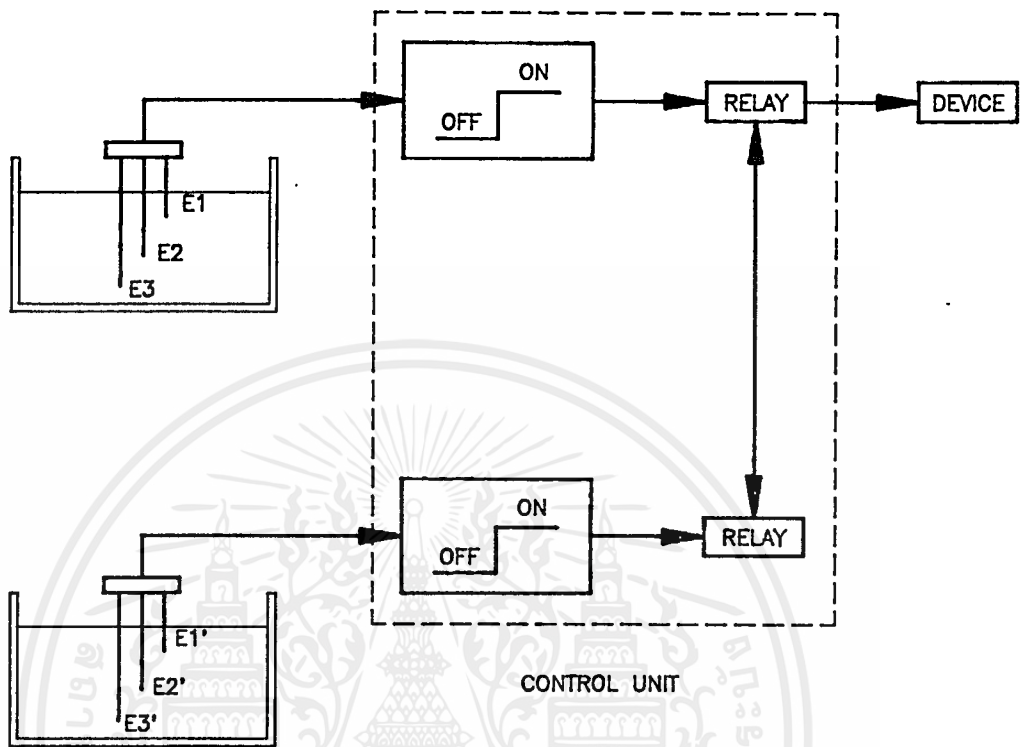 ON
OFF
RELAY
DEVICE
E1
E2
E3
ON
OFF
RELAY
E1'
E2'
E3'
CONTROL UNIT